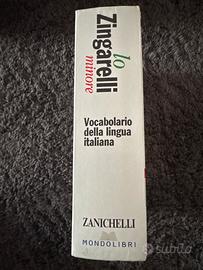 lo
Zingarelli
minore
Vocabolario
della lingua
italiana
ZANICHELLI
MONDOLIBRI
subito